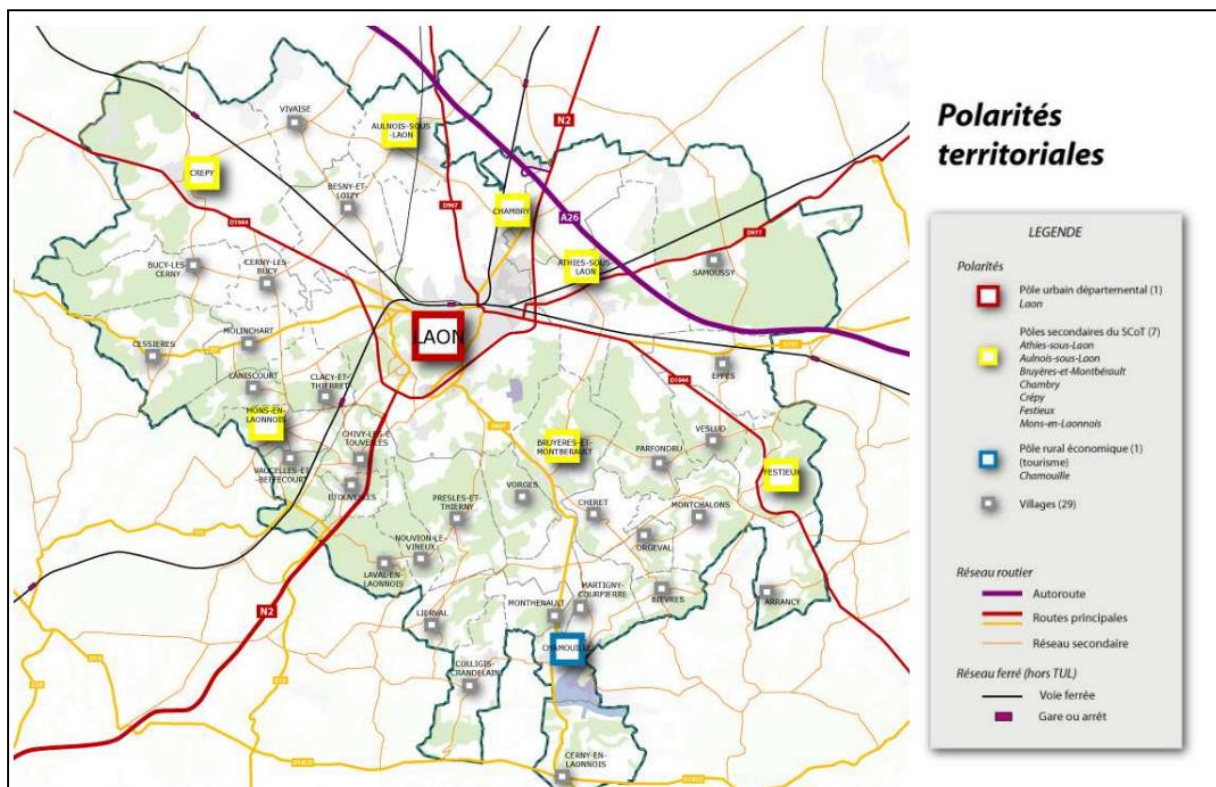 Polarités
territoriales
LEGENDE
Polarités
Pôle urbain départemental (1)
Laon
Pôles secondaires du SCoT (7)
Athies-sous-Laon
Aulnois-sous-Laon
Bruyères-et-Montbérault
Chambry
Crépy
Festieux
Mons-en-Laonnois
Pôle rural économique (1)
(tourisme)
Chamouille
Villages (29)
Réseau routier
Autoroute
Routes principales
Réseau secondaire
Réseau ferré (hors TUL)
Voie ferrée
Gare ou arrêt
VIVAISE
AULNOIS-SOUS
-LAON
N2
CREPY
BESNY-ET-
LOIZY
CHAMBRY
D967
A26
D1044
D977
ATHIES-SOUS-
LAON
SAMOUSSY
BUCY-LES-
CERNY
CERNY-LES-
BUCY
MOLINCHART
LAON
CESSIERES
LANISCOURT
CLACY-ET-
THIERRET
EPPES
D1044
MONS-EN-
LAONNOIS
CHIVY-LES-E
TOUVELLES
BRUYERES-ET-
MONTBERAULT
VESLUD
PARFONDRU
FESTIEUX
VAUCELLES-ET
-BEFFECOURT
ETOUVELLES
PRESLES-ET-
THIERNY
VORGES
CHERET
MONTCHALONS
NOUVION-LE-
VINEUX
ORGEVAL
LAVAL-EN-
LAONNOIS
MARTIGNY-
COURPIERRE
MONTHENAULT
BIEVRES
ARRANCY
N2
LIERVAL
CHAMOUILLE
COLLIGIS-
CRANDELAIN
CERNY-EN-
LAONNOIS